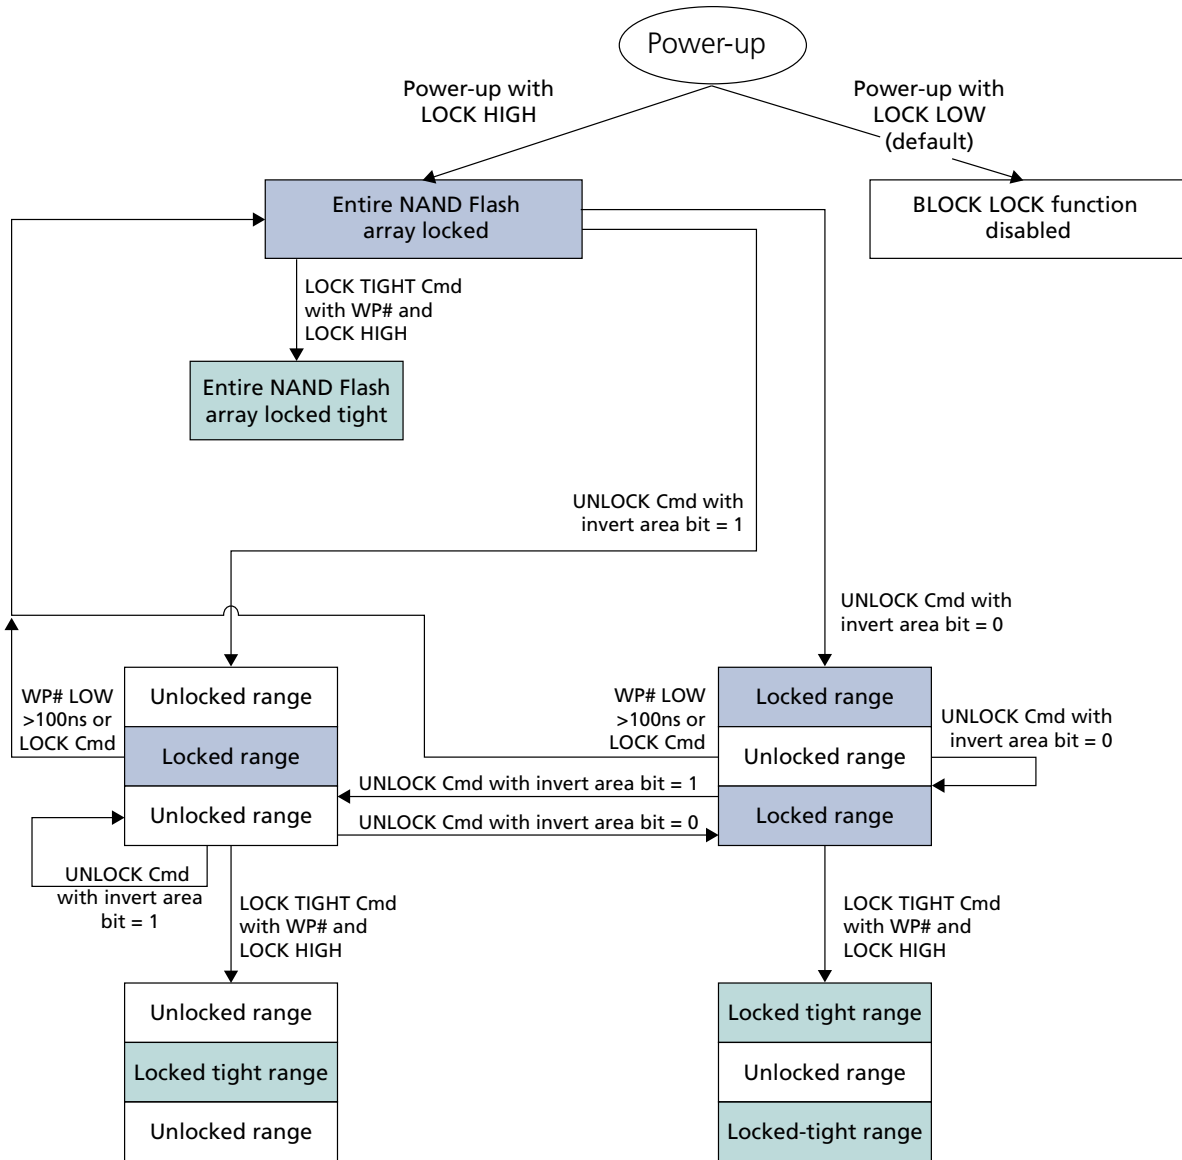 Power-up
Power-up with
LOCK HIGH
Power-up with
LOCK LOW
(default)
Entire NAND Flash
array locked
BLOCK LOCK function
disabled
LOCK TIGHT Cmd
with WP# and
LOCK HIGH
Entire NAND Flash
array locked tight
UNLOCK Cmd with
invert area bit = 1
UNLOCK Cmd with
invert area bit = 0
WP# LOW
>100ns or
LOCK Cmd
Unlocked range
Locked range
Unlocked range
WP# LOW
>100ns or
LOCK Cmd
Locked range
Unlocked range
Locked range
UNLOCK Cmd with
invert area bit = 0
UNLOCK Cmd with invert area bit = 1
UNLOCK Cmd with invert area bit = 0
UNLOCK Cmd
with invert area
bit = 1
LOCK TIGHT Cmd
with WP# and
LOCK HIGH
LOCK TIGHT Cmd
with WP# and
LOCK HIGH
Unlocked range
Locked tight range
Unlocked range
Locked tight range
Unlocked range
Locked-tight range